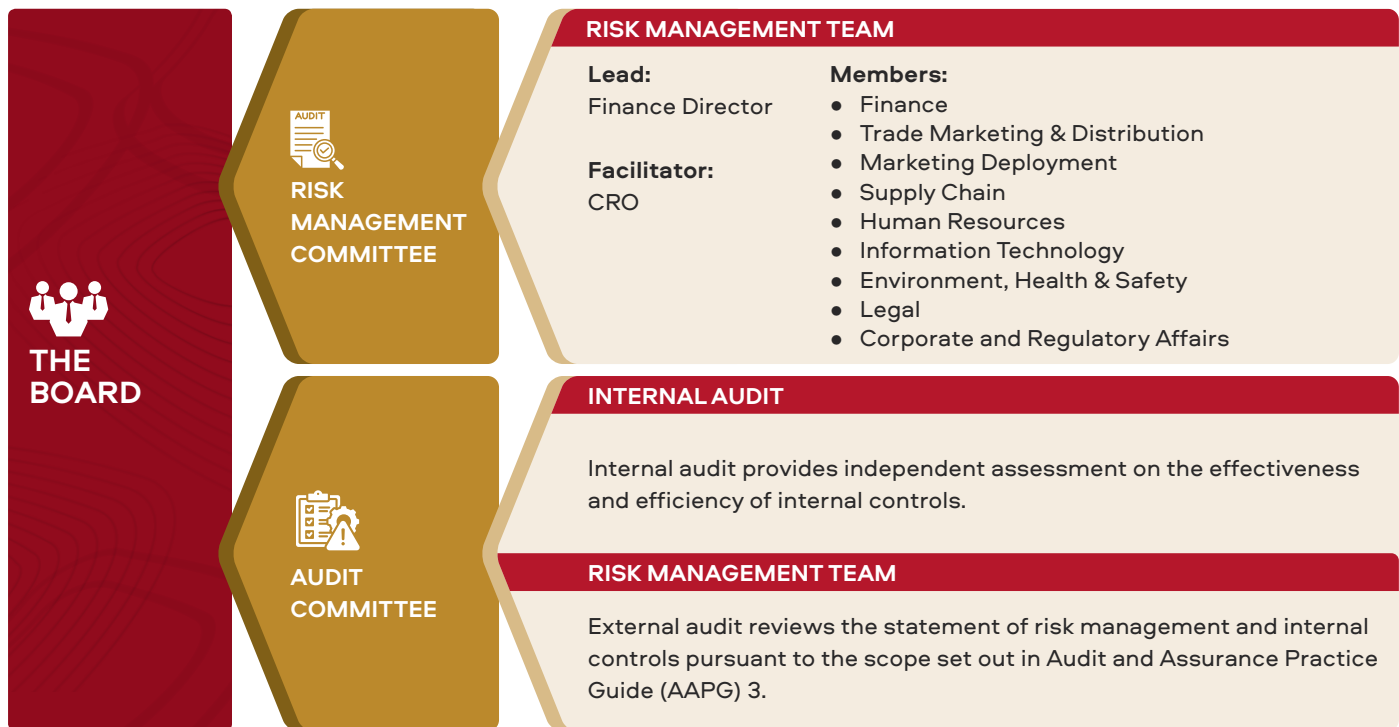 THE
BOARD
AUDIT
RISK
MANAGEMENT
COMMITTEE
RISK MANAGEMENT TEAM
Lead:
Finance Director
Facilitator:
CRO
Members:
● Finance
● Trade Marketing & Distribution
● Marketing Deployment
● Supply Chain
● Human Resources
● Information Technology
● Environment, Health & Safety
● Legal
● Corporate and Regulatory Affairs
AUDIT
COMMITTEE
INTERNAL AUDIT
Internal audit provides independent assessment on the effectiveness
and efficiency of internal controls.
RISK MANAGEMENT TEAM
External audit reviews the statement of risk management and internal
controls pursuant to the scope set out in Audit and Assurance Practice
Guide (AAPG) 3.